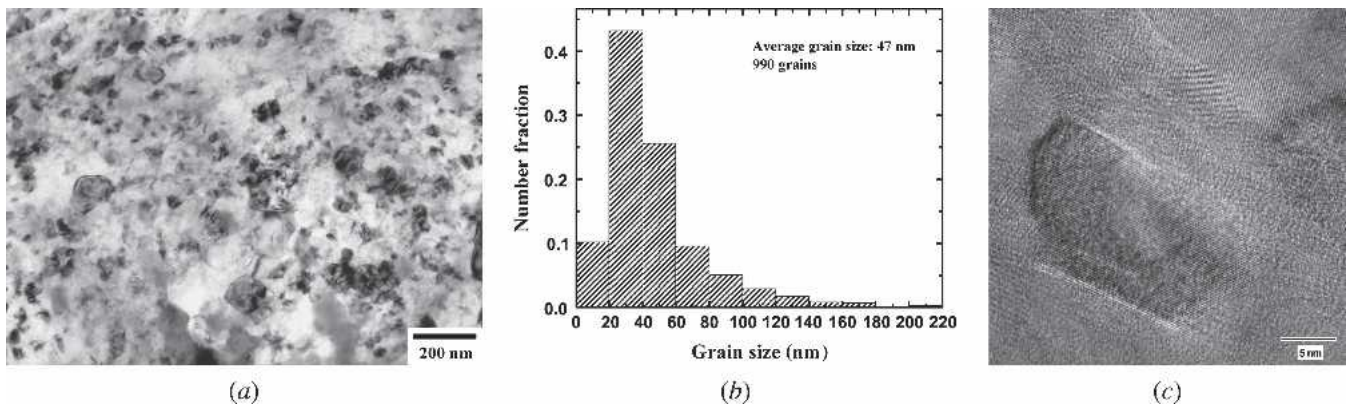 200 nm
(a)
Number fraction
0.4
0.3
0.2
0.1
0.0
Average grain size: 47 nm
990 grains
0 20 40 60 80 100 120 140 160 180 200 220
Grain size (nm)
(b)
5 nm
(c)